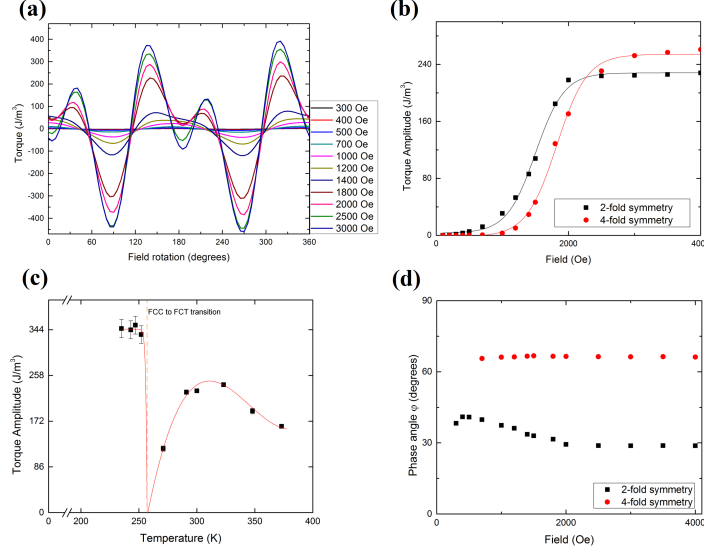 (a)
400
300
200
100
0
-100
-200
-300
-400
Torque (J/m³)
0
60
120
180
240
300
360
Field rotation (degrees)
300 Oe
400 Oe
500 Oe
700 Oe
1000 Oe
1200 Oe
1400 Oe
1800 Oe
2000 Oe
2500 Oe
3000 Oe
(b)
240
160
80
0
Torque Amplitude (J/m³)
2-fold symmetry
4-fold symmetry
0
2000
4000
Field (Oe)
(c)
FCC to FCT transition
344
258
172
86
0
Torque Amplitude (J/m³)
0
200
250
300
350
400
Temperature (K)
(d)
90
60
30
0
Phase angle φ (degrees)
2-fold symmetry
4-fold symmetry
0
1000
2000
3000
4000
Field (Oe)